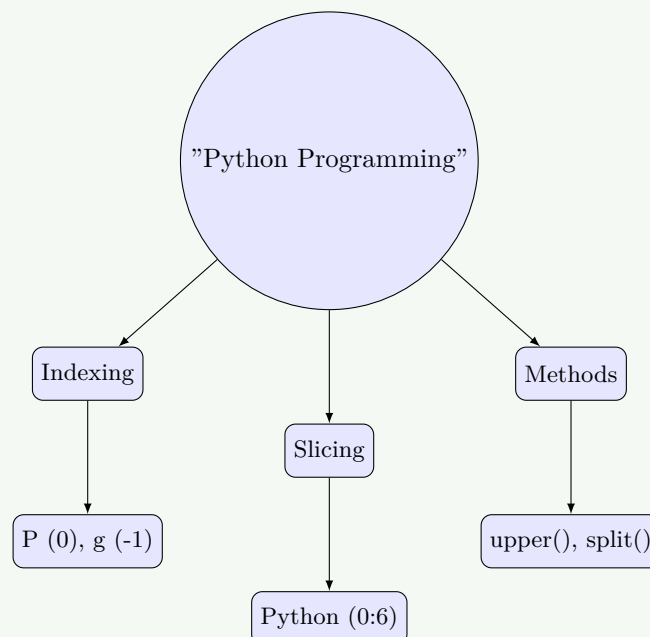 ”Python Programming”
Indexing
Methods
Slicing
P (0), g (-1)
upper(), split()
Python (0:6)